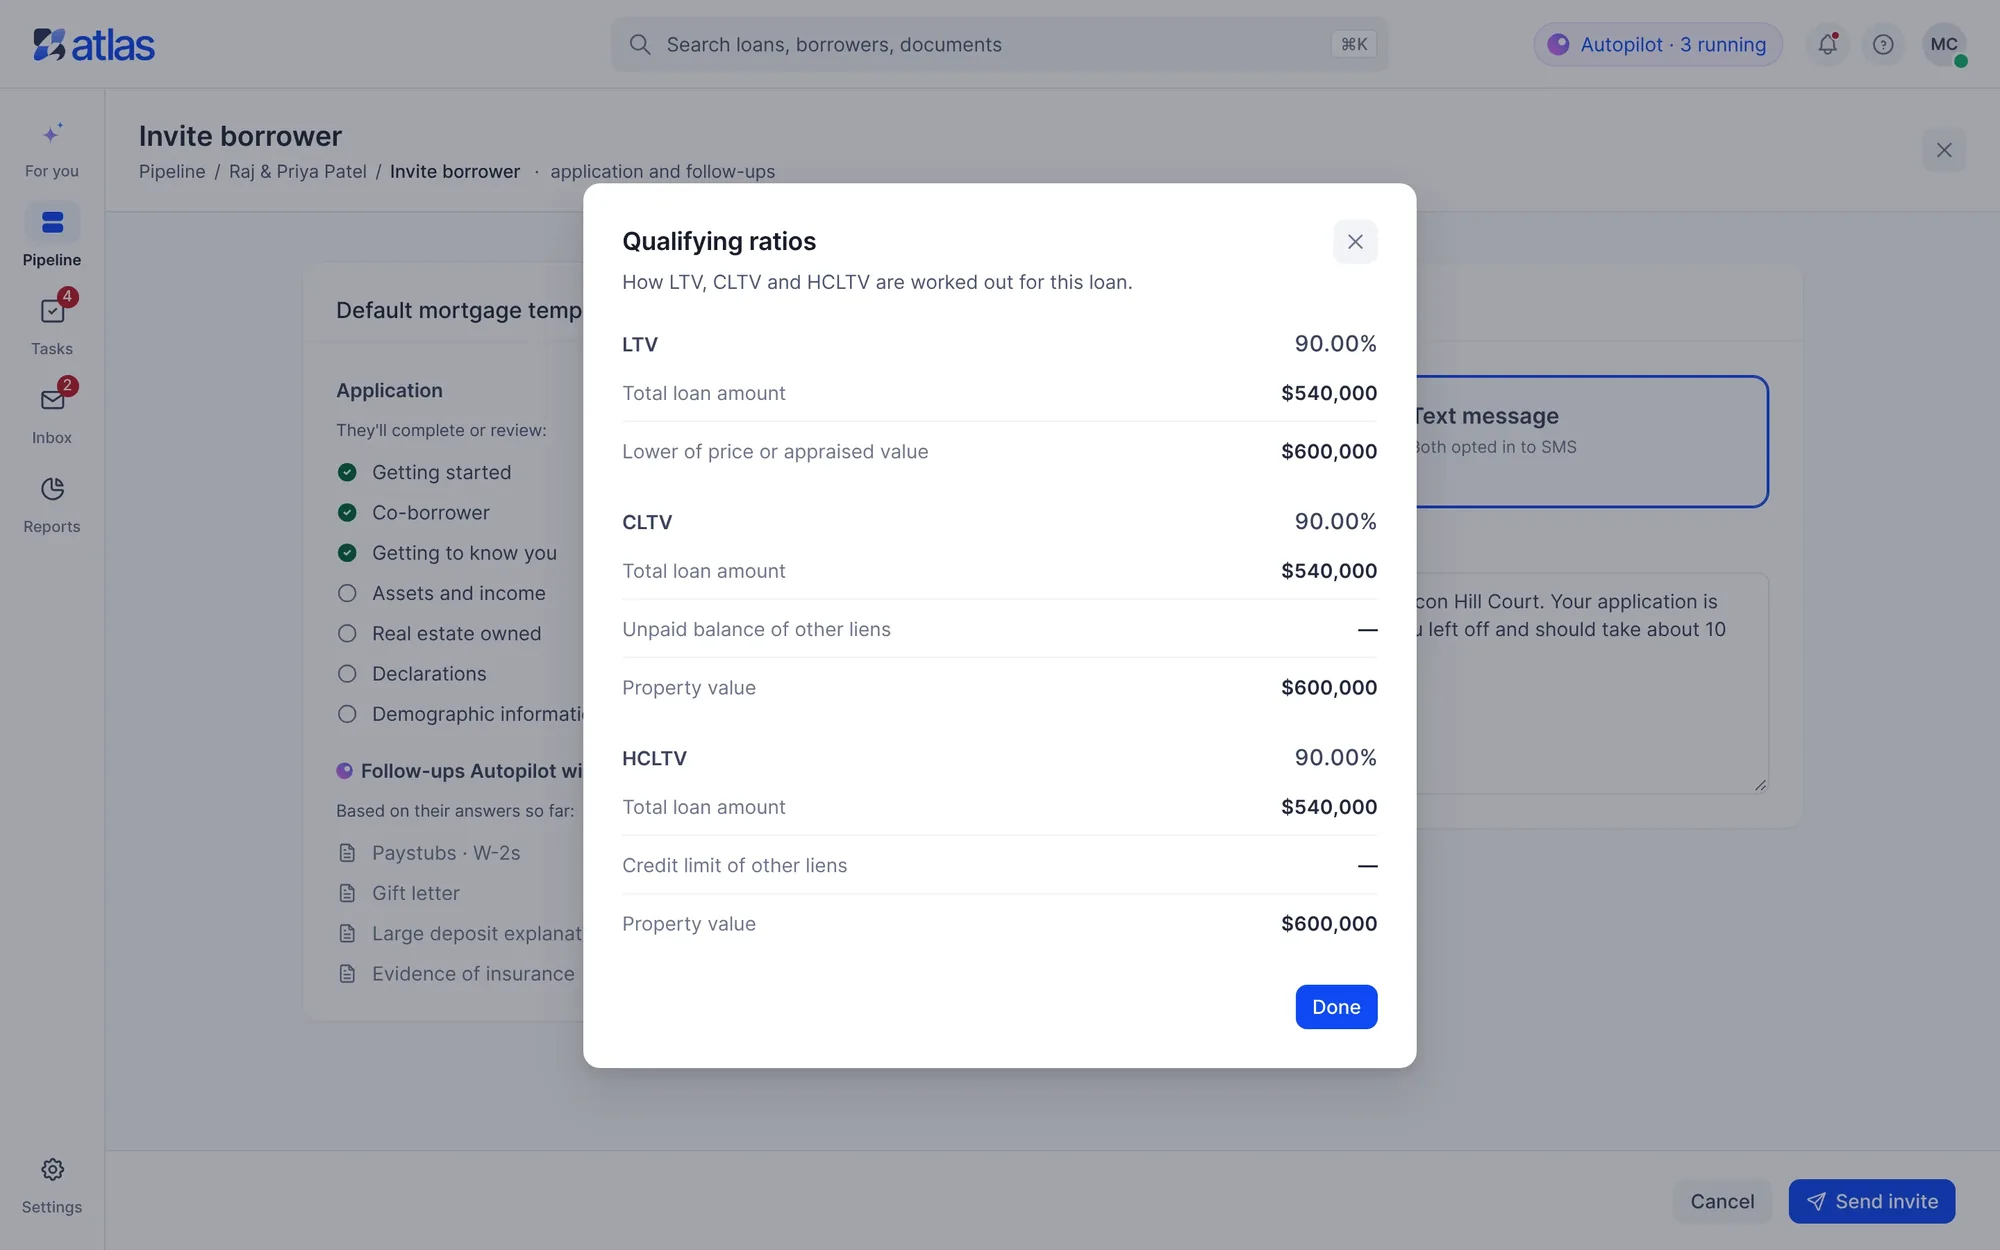 atlas
Search loans, borrowers, documents
⌘K
Autopilot · 3 running
MC
For you
Pipeline
4
Tasks
2
Inbox
Reports
Settings
Invite borrower
Pipeline / Raj & Priya Patel / Invite borrower · application and follow-ups
Default mortgage temp
Application
They'll complete or review:
Getting started
Co-borrower
Getting to know you
Assets and income
Real estate owned
Declarations
Demographic informati
Follow-ups Autopilot wi
Based on their answers so far:
Paystubs · W-2s
Gift letter
Large deposit explanat
Evidence of insurance
Qualifying ratios
How LTV, CLTV and HCLTV are worked out for this loan.
LTV 90.00%
Total loan amount $540,000
Lower of price or appraised value $600,000
CLTV 90.00%
Total loan amount $540,000
Unpaid balance of other liens —
Property value $600,000
HCLTV 90.00%
Total loan amount $540,000
Credit limit of other liens —
Property value $600,000
Done
Text message
Both opted in to SMS
con Hill Court. Your application is
u left off and should take about 10
Cancel
Send invite